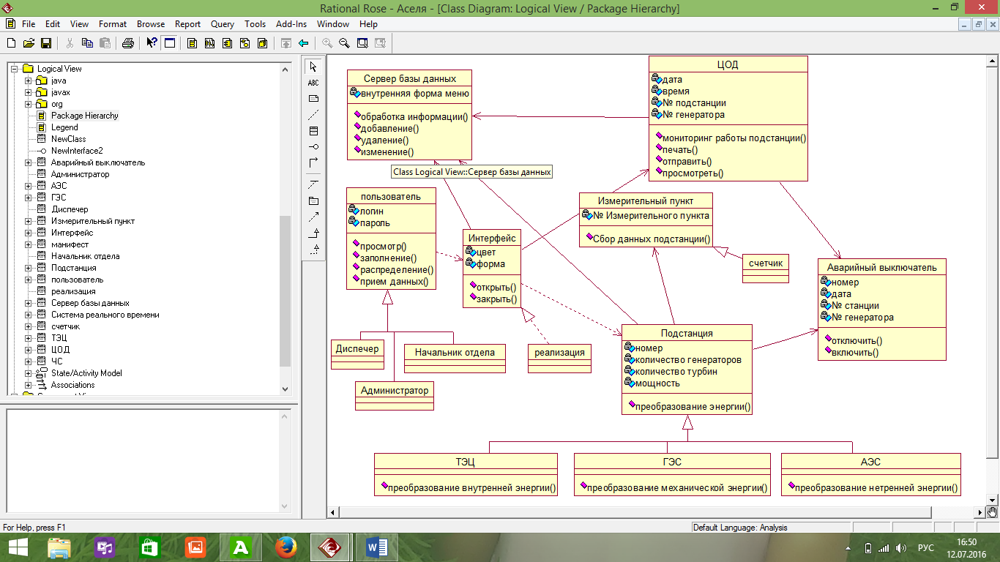 Rational Rose - Аселя - [Class Diagram: Logical View / Package Hierarchy]
File Edit View Format Browse Report Query Tools Add-Ins Window Help
Logical View
java
javax
org
Package Hierarchy
Legend
NewClass
NewInterface2
Аварийный выключатель
Администратор
АЭС
ГЭС
Диспечер
Измерительный пункт
Интерфейс
манифест
Начальник отдела
Подстанция
пользователь
реализация
Сервер базы данных
Система реального времени
счетчик
ТЭЦ
ЦОД
ЧС
State/Activity Model
Associations
ABC
Сервер базы данных
внутренняя форма меню
обработка информации()
добавление()
удаление()
изменение()
Class Logical View::Сервер базы данных
ЦОД
дата
время
№ подстанции
№ генератора
мониторинг работы подстанции()
печать()
отправить()
просмотреть()
пользователь
логин
пароль
просмотр()
заполнение()
распределение()
прием данных()
Интерфейс
цвет
форма
открыть()
закрыть()
Измерительный пункт
№ Измерительного пункта
Сбор данных подстанции()
счетчик
Аварийный выключатель
номер
дата
№ станции
№ генератора
отключить()
включить()
Диспечер
Начальник отдела
Администратор
реализация
Подстанция
номер
количество генераторов
количество турбин
мощность
преобразование энергии()
ТЭЦ
преобразование внутренней энергии()
ГЭС
преобразование механической энергии()
АЭС
преобразование нетренней энергии()
For Help, press F1
Default Language: Analysis
A
W
РУС
16:50
12.07.2016